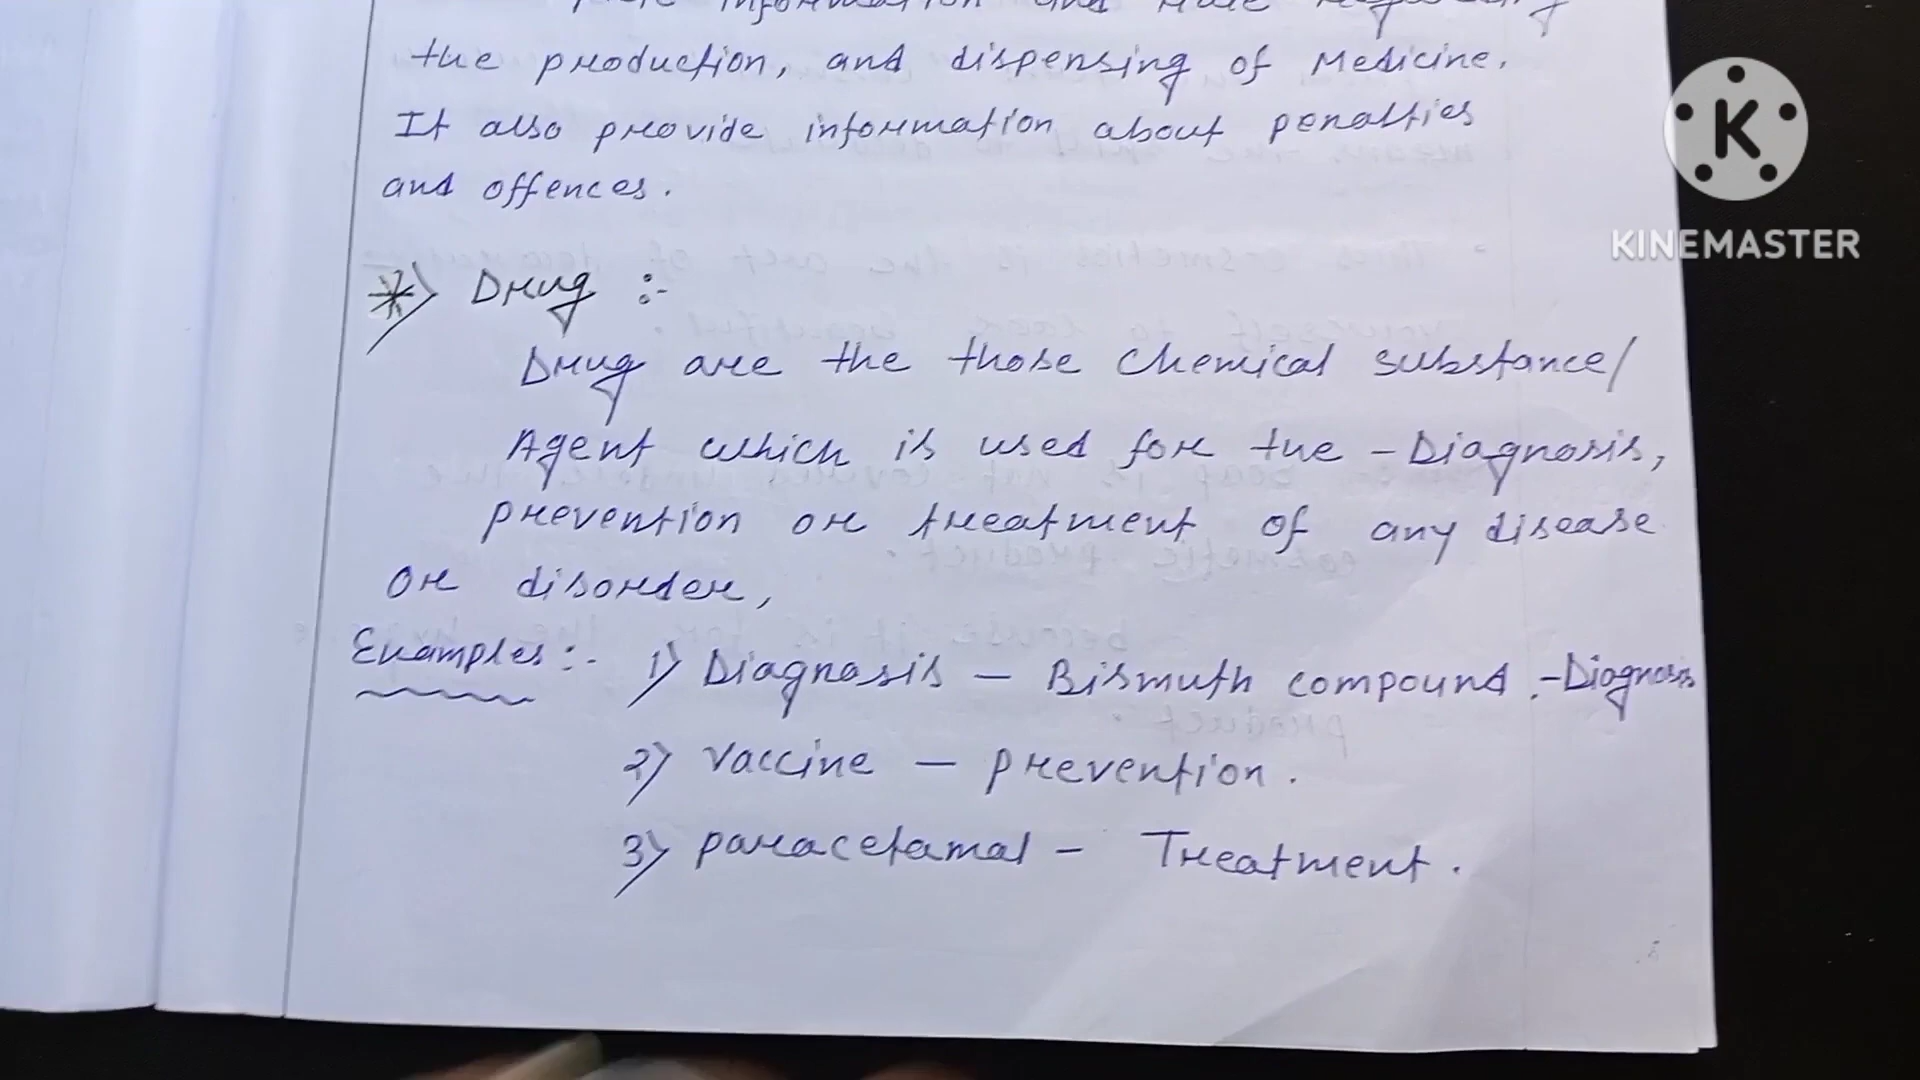 information and
the production, and dispensing of Medicine.
It also provide information about penalties
and offences.
*) Drug :-
Drug are the those chemical substance/
Agent which is used for the - Diagnosis,
prevention or treatment of any disease
or disorder,
Examples :- 1) Diagnosis - Bismuth compound. - Diagnosis
2) vaccine - prevention.
3) paracetamal - Treatment.
K
KINEMASTER